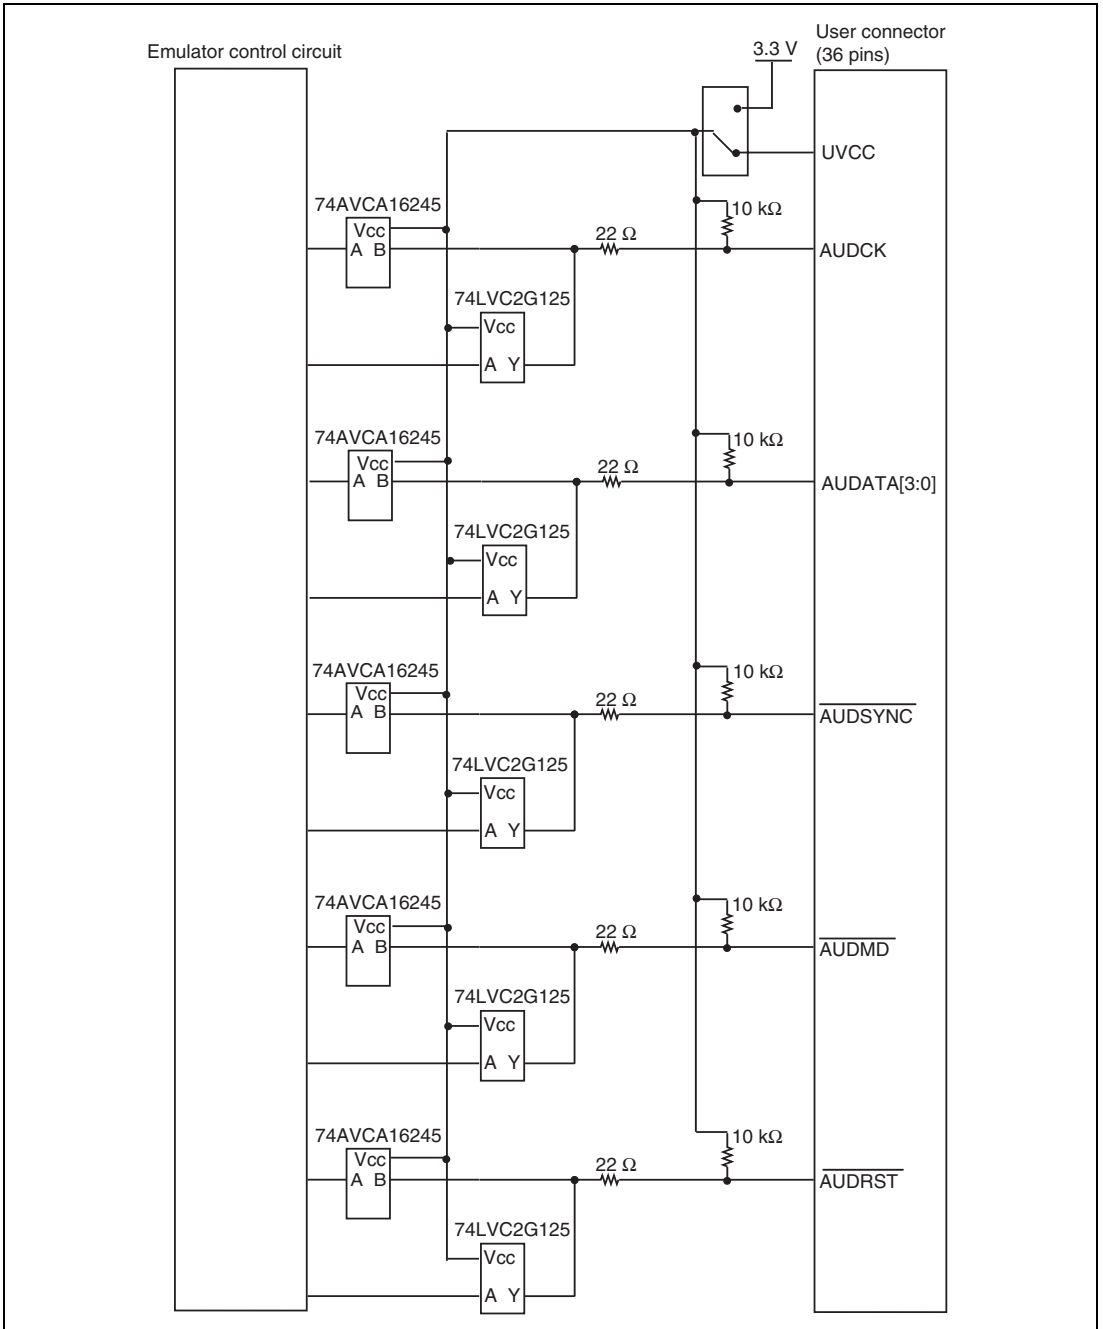 User connector
(36 pins)
Emulator control circuit
3.3 V
UVCC
74AVCA16245
Vcc
A B
10 kΩ
22 Ω
AUDCK
74LVC2G125
Vcc
A Y
74AVCA16245
Vcc
A B
10 kΩ
22 Ω
AUDATA[3:0]
74LVC2G125
Vcc
A Y
74AVCA16245
Vcc
A B
10 kΩ
22 Ω
AUDSYNC
74LVC2G125
Vcc
A Y
74AVCA16245
Vcc
A B
10 kΩ
22 Ω
AUDMD
74LVC2G125
Vcc
A Y
74AVCA16245
Vcc
A B
10 kΩ
22 Ω
AUDRST
74LVC2G125
Vcc
A Y